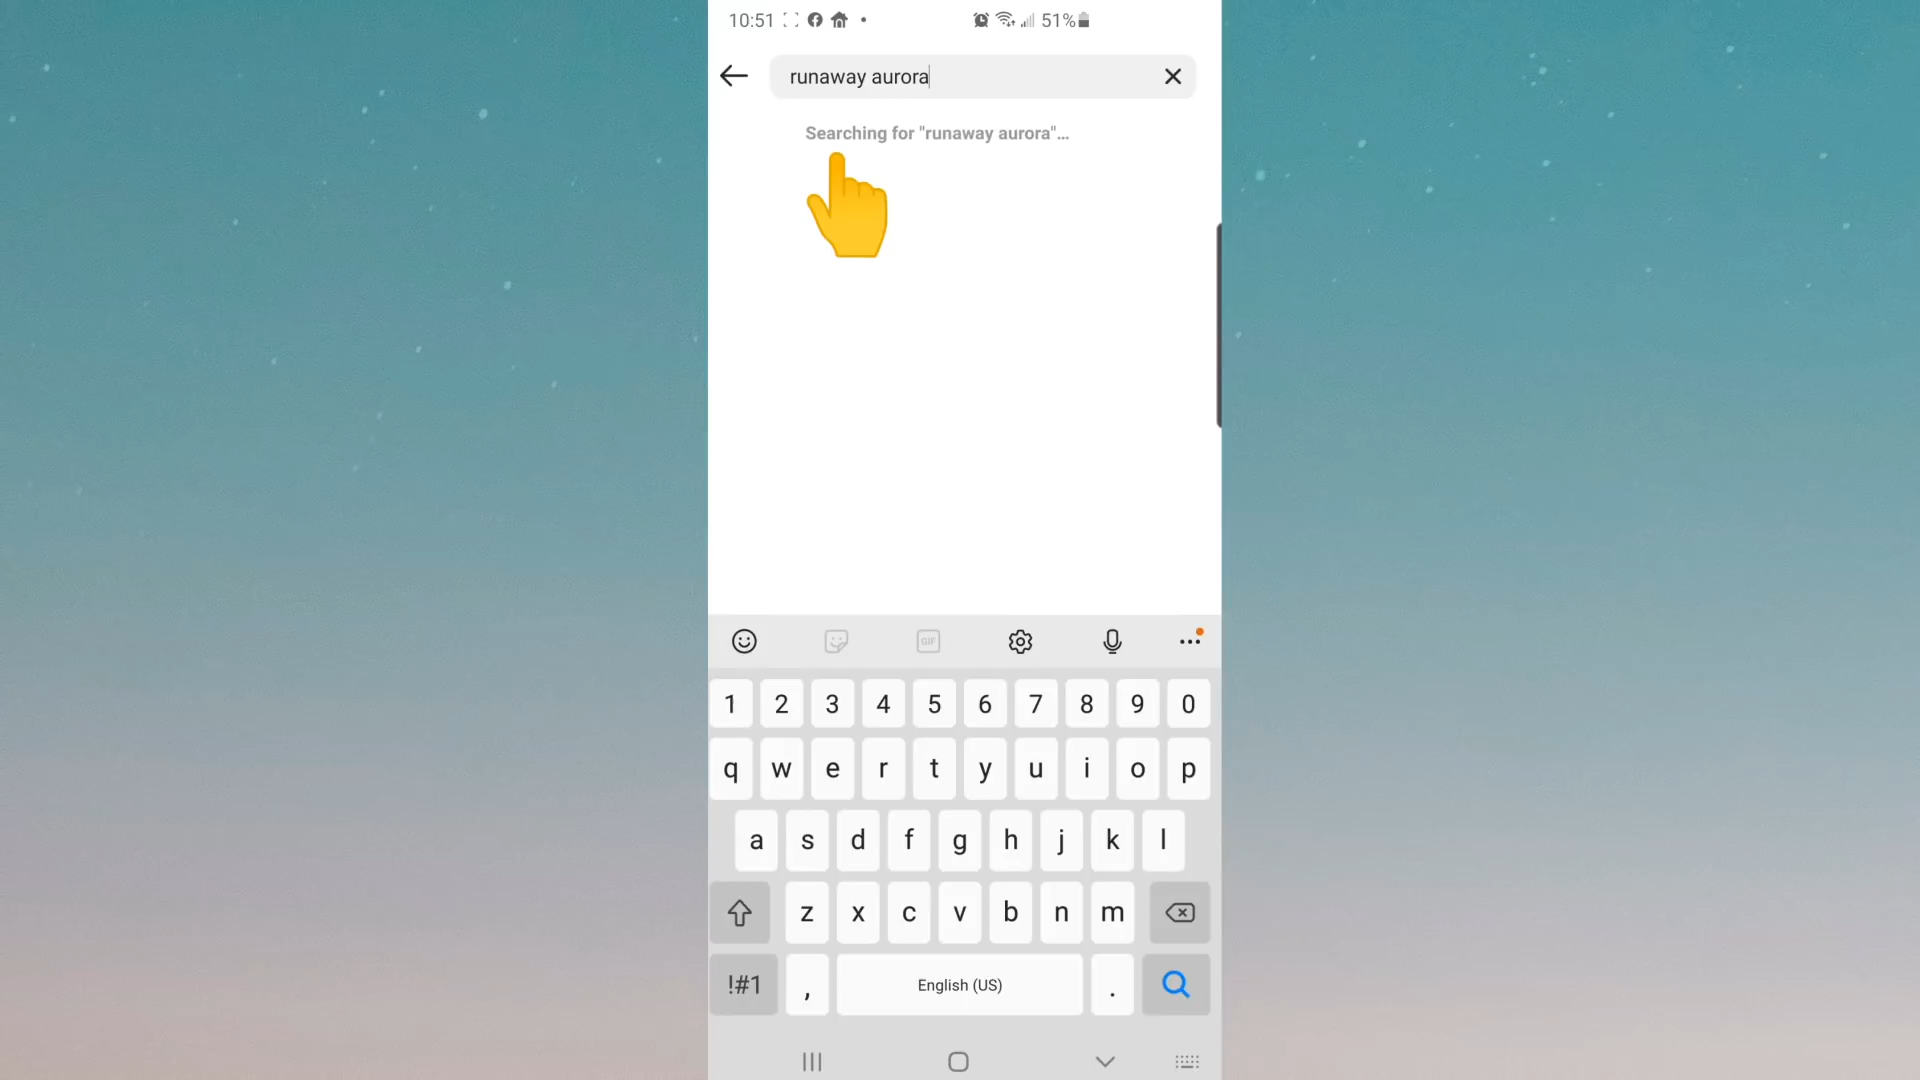 10:51 51%
runaway aurora
Searching for "runaway aurora"...
GIF
1 2 3 4 5 6 7 8 9 0
q w e r t y u i o p
a s d f g h j k l
z x c v b n m
!#1 , English (US) .